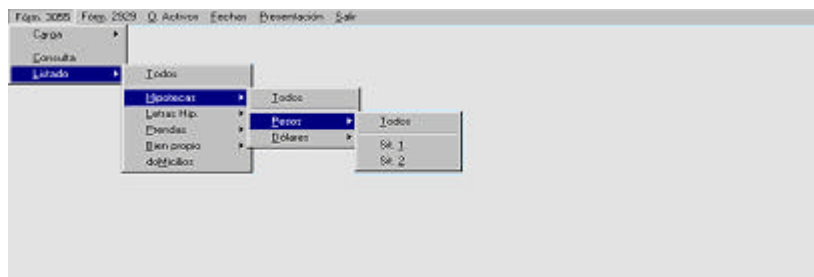 Fórm. 3055 Fórm. 2929 O. Activos Fechas Presentación Salir
Carga
Consulta
Listado
Todos
Hipotecas
Letras Hip.
Prendas
Bien propio
doMicilios
Todos
Pesos
Dólares
Todos
Sit. 1
Sit. 2